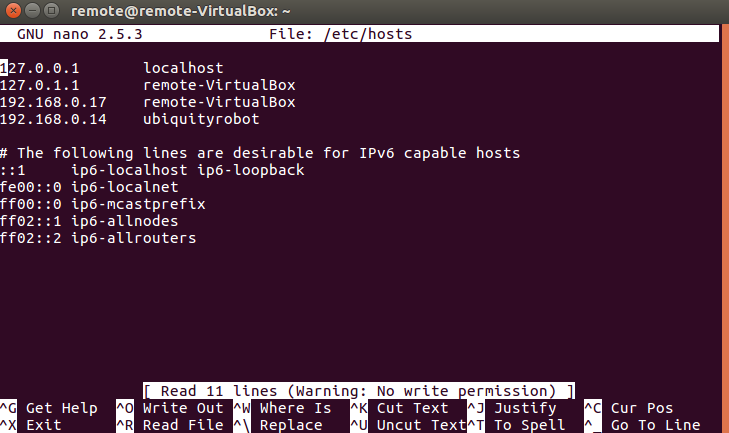 remote@remote-VirtualBox: ~
GNU nano 2.5.3 File: /etc/hosts
127.0.0.1 localhost
127.0.1.1 remote-VirtualBox
192.168.0.17 remote-VirtualBox
192.168.0.14 ubiquityrobot
# The following lines are desirable for IPv6 capable hosts
::1 ip6-localhost ip6-loopback
fe00::0 ip6-localnet
ff00::0 ip6-mcastprefix
ff02::1 ip6-allnodes
ff02::2 ip6-allrouters
[ Read 11 lines (Warning: No write permission) ]
^G Get Help ^O Write Out ^W Where Is ^K Cut Text ^J Justify ^C Cur Pos
^X Exit ^R Read File ^\ Replace ^U Uncut Text ^T To Spell ^_ Go To Line